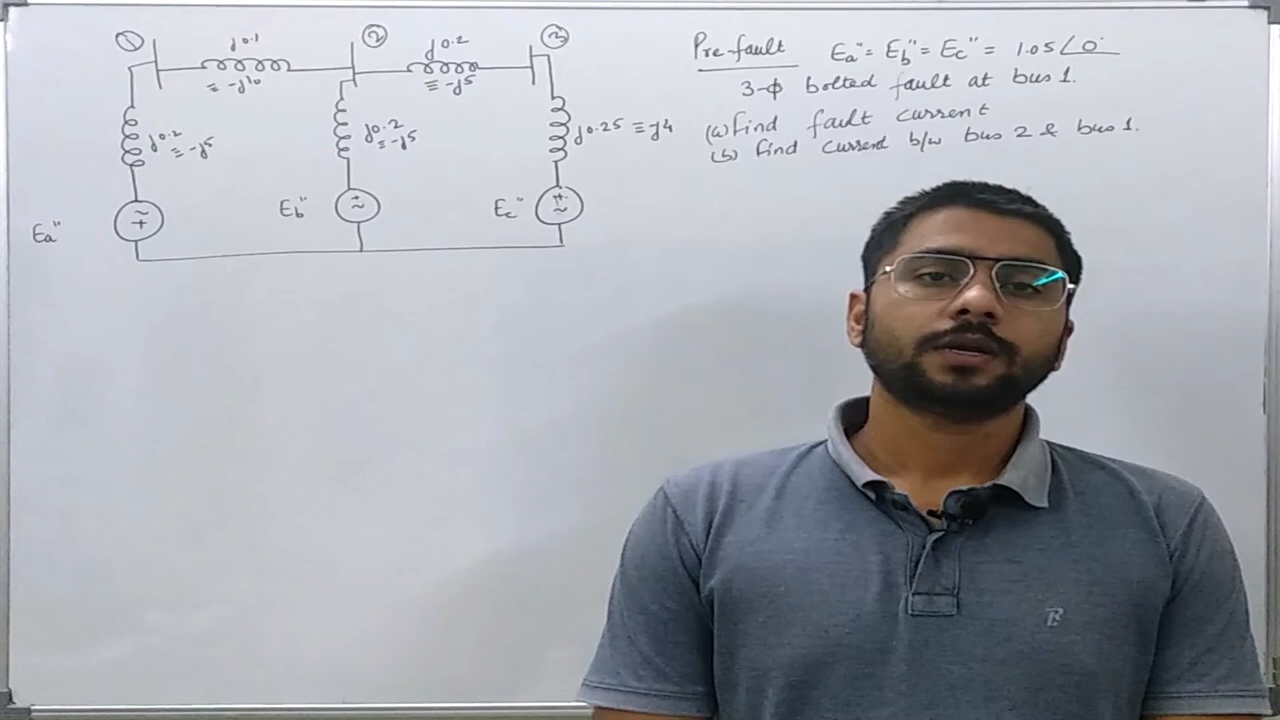 ① j0.1 ② j0.2 ③
≡ -j10 ≡ -j5
j0.2 ≡ -j5
j0.2 ≡ -j5
j0.25 ≡ -j4
Ea" Eb" Ec"
Pre-fault Ea" = Eb" = Ec" = 1.05∠0°
3-ϕ bolted fault at bus 1.
(a) Find fault current
(b) Find current b/w bus 2 & bus 1.